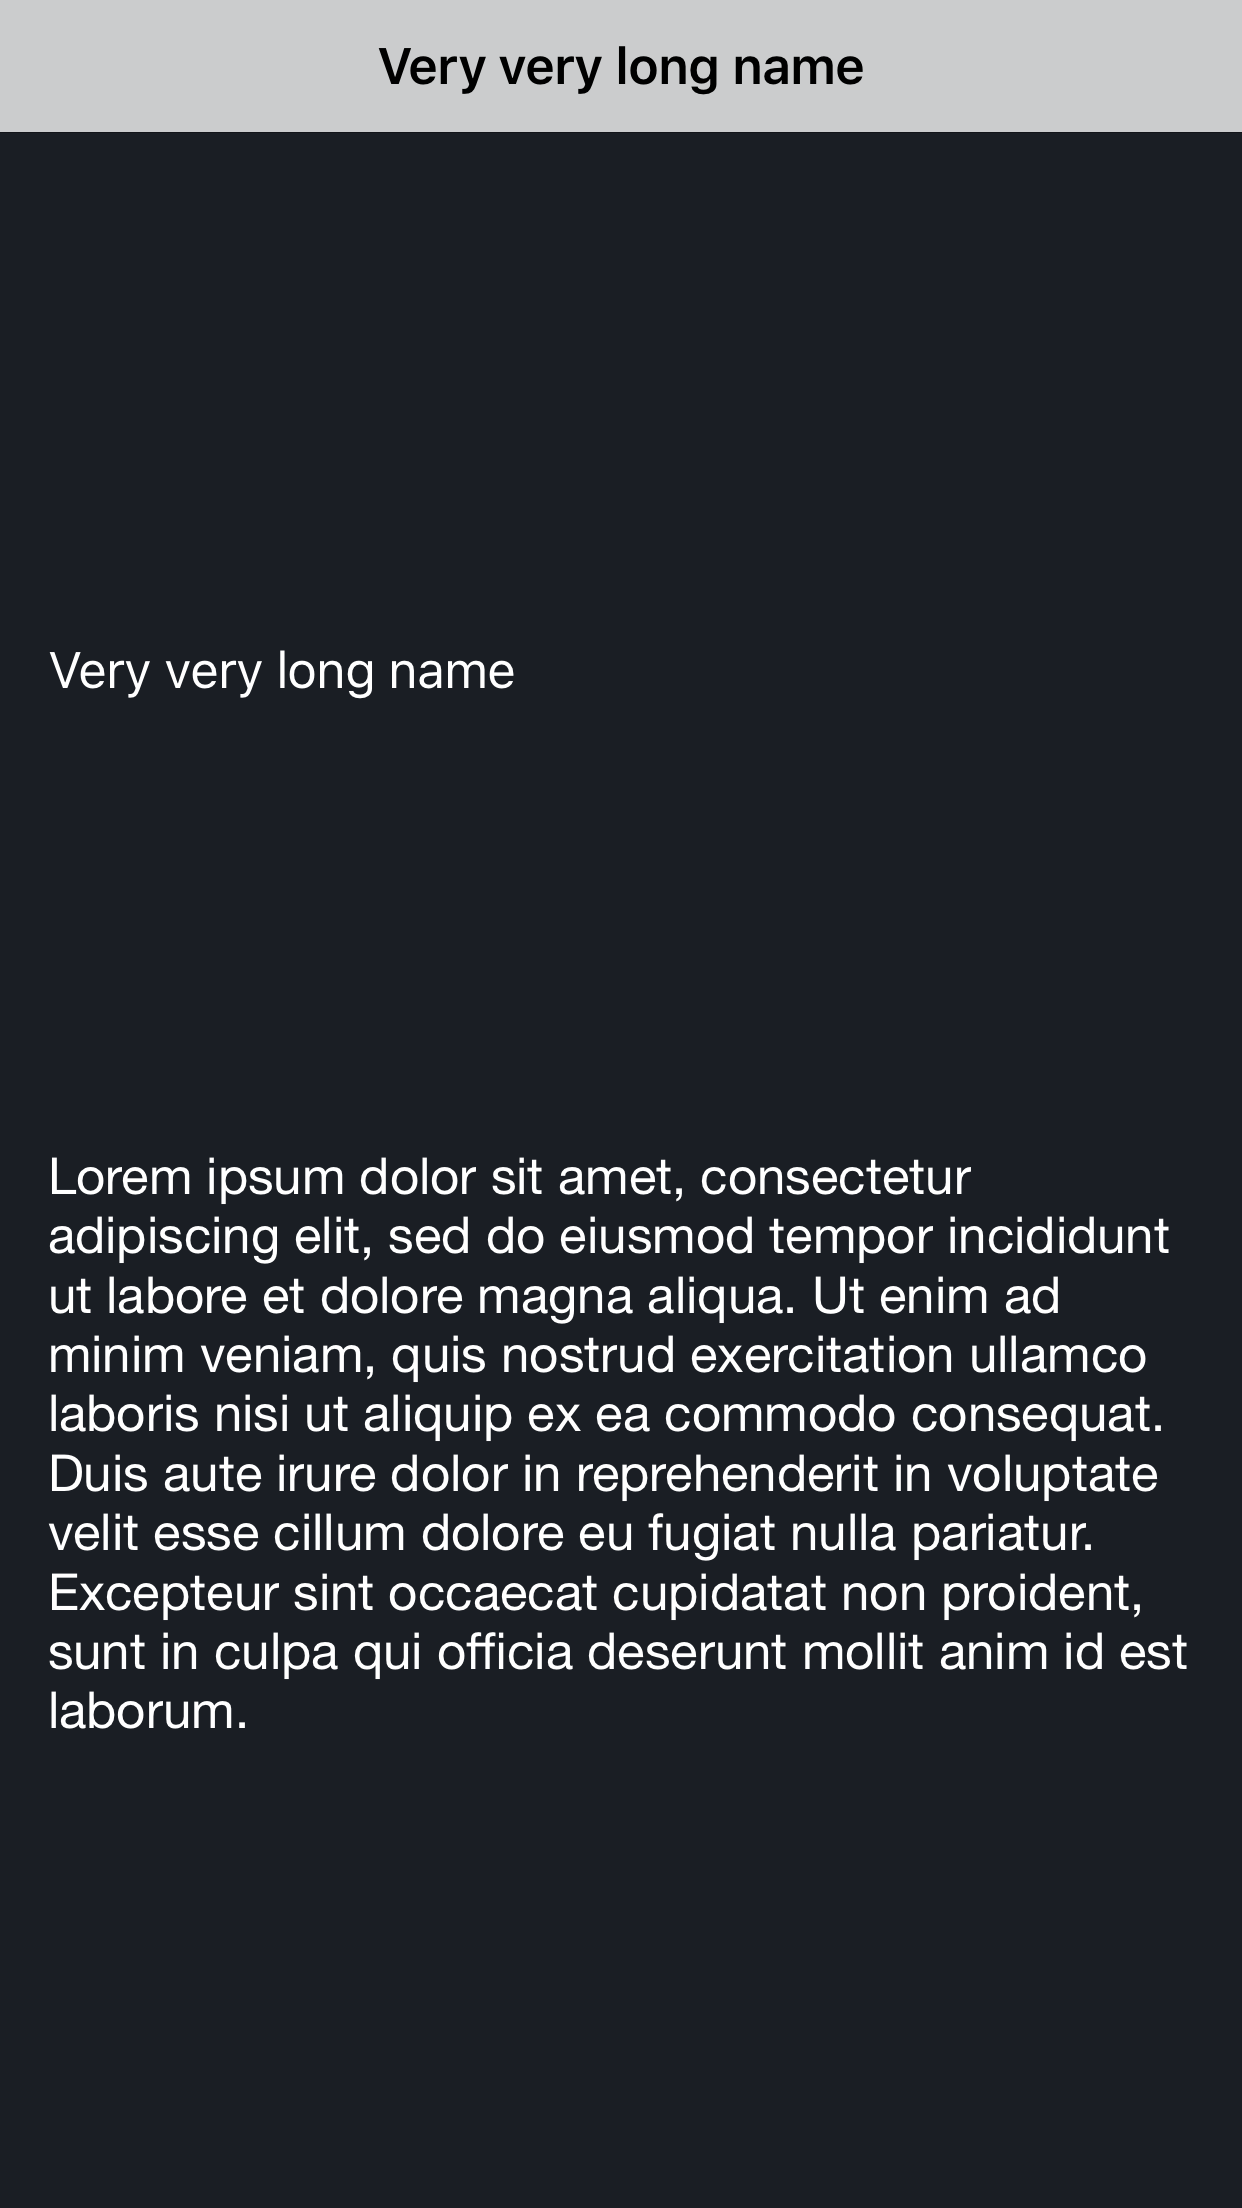 Very very long name
Very very long name
Lorem ipsum dolor sit amet, consectetur
adipiscing elit, sed do eiusmod tempor incididunt
ut labore et dolore magna aliqua. Ut enim ad
minim veniam, quis nostrud exercitation ullamco
laboris nisi ut aliquip ex ea commodo consequat.
Duis aute irure dolor in reprehenderit in voluptate
velit esse cillum dolore eu fugiat nulla pariatur.
Excepteur sint occaecat cupidatat non proident,
sunt in culpa qui officia deserunt mollit anim id est
laborum.